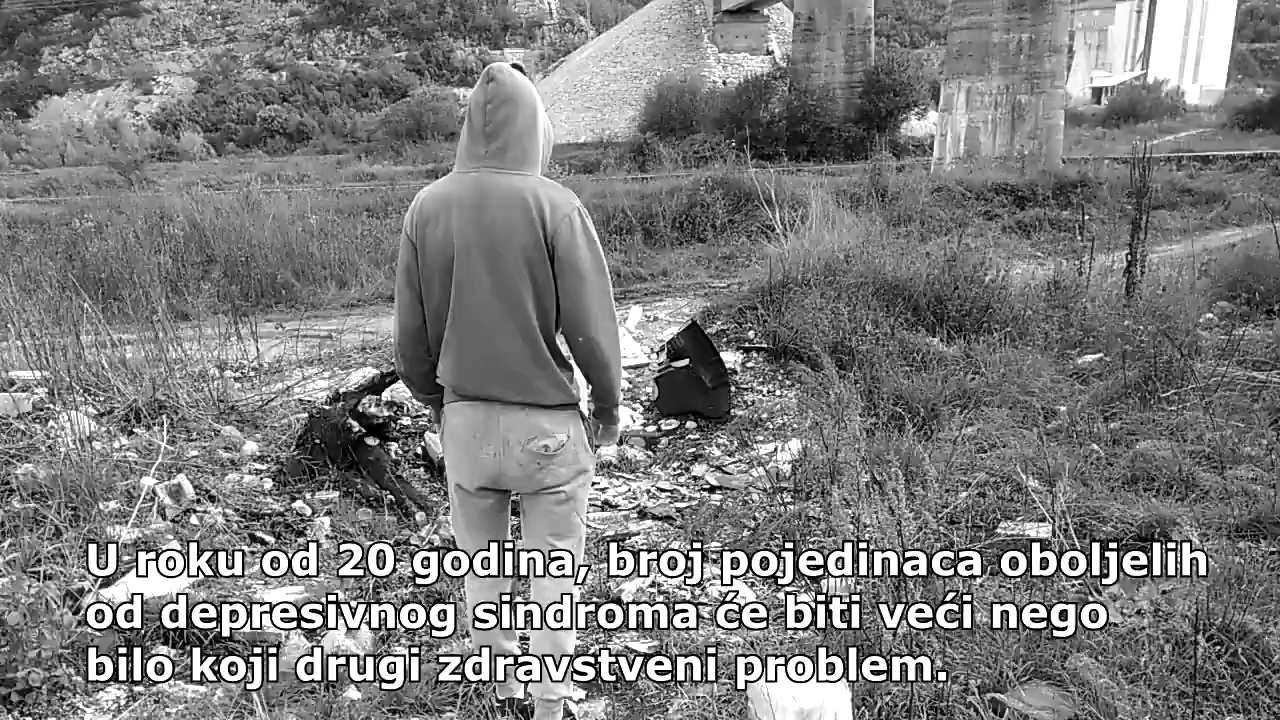 U roku od 20 godina, broj pojedinaca oboljelih
od depresivnog sindroma će biti veći nego
bilo koji drugi zdravstveni problem.